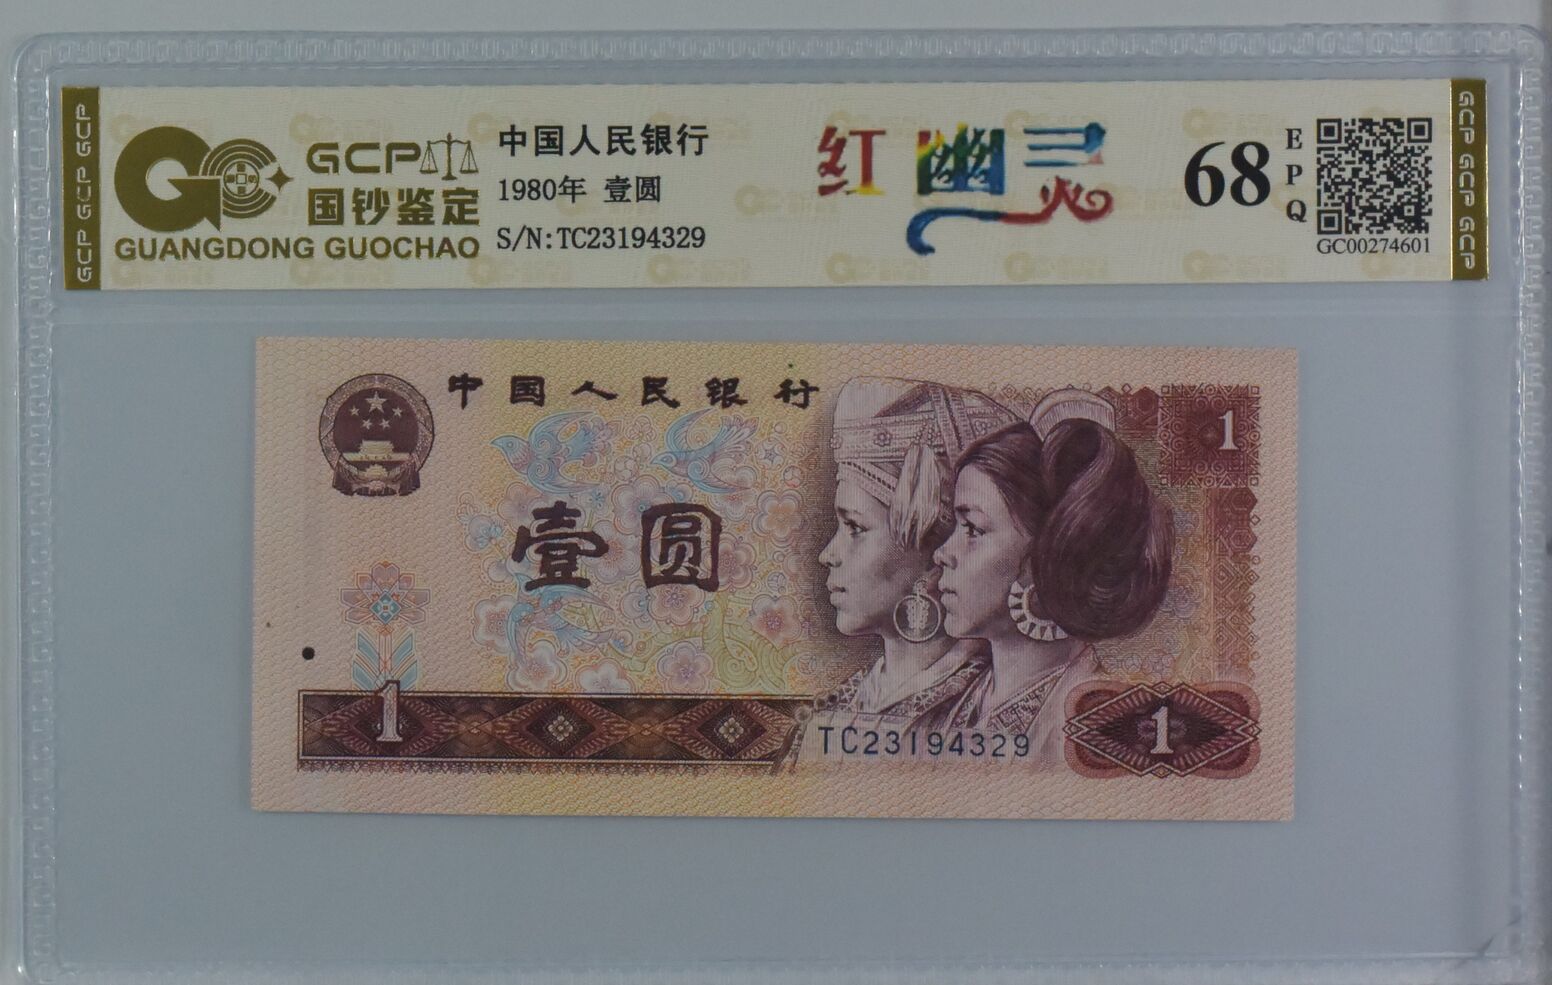 GCP GCP GCP
GCP
国钞鉴定
GUANGDONG GUOCHAO
中国人民银行
1980年 壹圆
S/N:TC23194329
红幽灵
68
EPQ
GC00274601
GCP GCP GCP
中国人民银行
1
壹圆
1
TC23194329
1